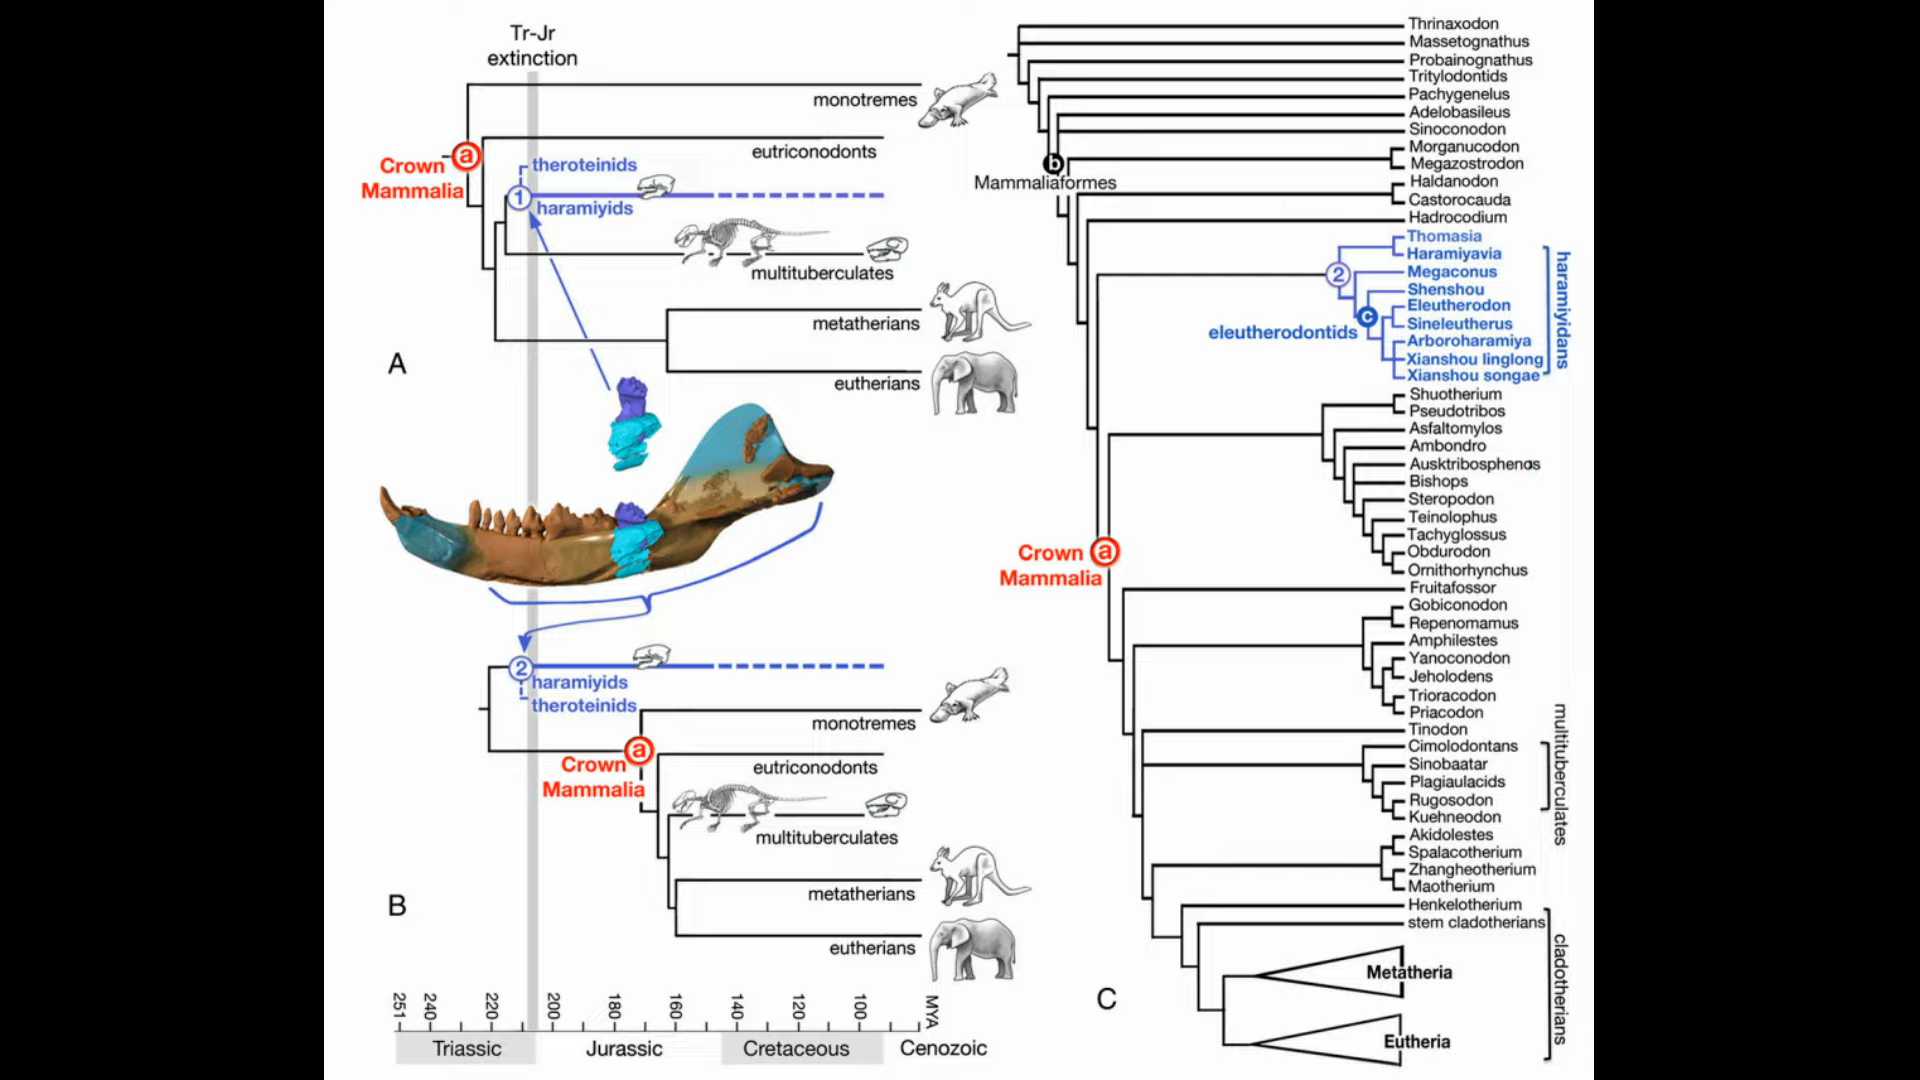 Tr-Jr
extinction
monotremes
eutriconodonts
theroteinids
Crown
Mammalia
a
1
haramiyids
multituberculates
metatherians
A
eutherians
2
haramiyids
theroteinids
monotremes
a
Crown
Mammalia
eutriconodonts
multituberculates
metatherians
B
eutherians
251
240
220
200
180
160
140
120
100
MYA
Triassic
Jurassic
Cretaceous
Cenozoic
Thrinaxodon
Massetognathus
Probainognathus
Tritylodontids
Pachygenelus
Adelobasileus
Sinoconodon
Morganucodon
b
Megazostrodon
Mammaliaformes
Haldanodon
Castorocauda
Hadrocodium
Thomasia
Haramiyavia
2
Megaconus
Shenshou
Eleutherodon
c
Sineleutherus
eleutherodontids
Arboroharamiya
Xianshou linglong
Xianshou songae
haramiyidans
Shuotherium
Pseudotribos
Asfaltomylos
Ambondro
Ausktribosphenos
Bishops
Steropodon
Teinolophus
Tachyglossus
Obdurodon
Crown
Mammalia
a
Ornithorhynchus
Fruitafossor
Gobiconodon
Repenomamus
Amphilestes
Yanoconodon
Jeholodens
Trioracodon
Priacodon
Tinodon
Cimolodontans
Sinobaatar
Plagiaulacids
Rugosodon
Kuehneodon
multituberculates
Akidolestes
Spalacotherium
Zhangheotherium
Maotherium
Henkelotherium
stem cladotherians
Metatheria
C
Eutheria
cladotherians